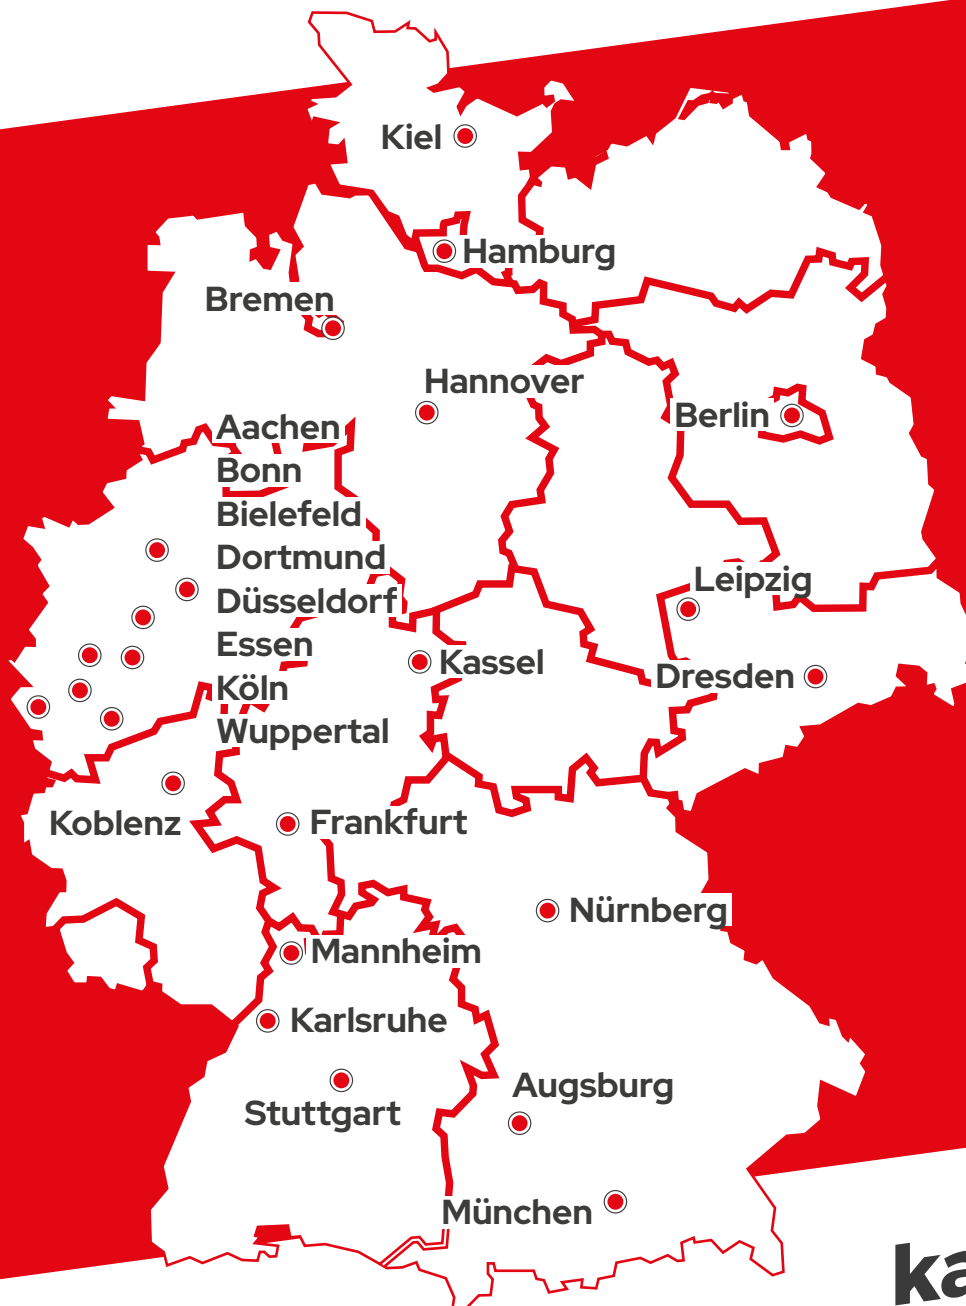 Kiel
Hamburg
Bremen
Hannover
Berlin
Aachen
Bonn
Bielefeld
Dortmund
Düsseldorf
Essen
Köln
Wuppertal
Leipzig
Kassel
Dresden
Koblenz
Frankfurt
Nürnberg
Mannheim
Karlsruhe
Augsburg
Stuttgart
München
ka